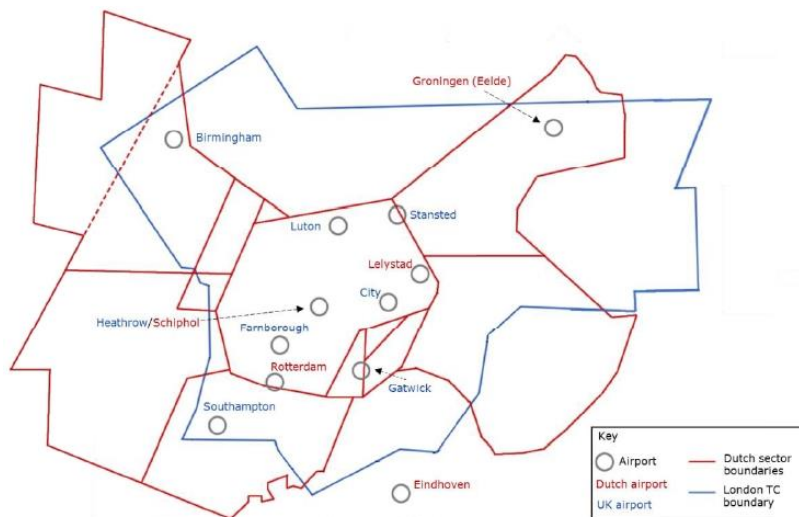 Groningen (Eelde)
Birmingham
Luton
Stansted
Lelystad
City
Heathrow/Schiphol
Farnborough
Rotterdam
Gatwick
Southampton
Eindhoven
Key
Airport
Dutch airport
UK airport
Dutch sector
boundaries
London TC
boundary